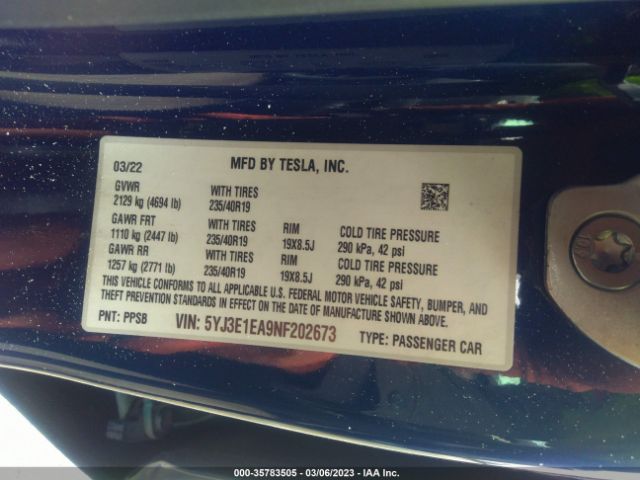 03/22 MFD BY TESLA, INC.
GVWR WITH TIRES
2129 kg (4694 lb) 235/40R19
GAWR FRT WITH TIRES RIM COLD TIRE PRESSURE
1110 kg (2447 lb) 235/40R19 19X8.5J 290 kPa, 42 psi
GAWR RR WITH TIRES RIM COLD TIRE PRESSURE
1257 kg (2771 lb) 235/40R19 19X8.5J 290 kPa, 42 psi
THIS VEHICLE CONFORMS TO ALL APPLICABLE U.S. FEDERAL MOTOR VEHICLE SAFETY, BUMPER, AND
THEFT PREVENTION STANDARDS IN EFFECT ON THE DATE OF MANUFACTURE SHOWN ABOVE.
PNT: PPSB VIN: 5YJ3E1EA9NF202673 TYPE: PASSENGER CAR
000-35783505 — 03/06/2023 — IAA Inc.